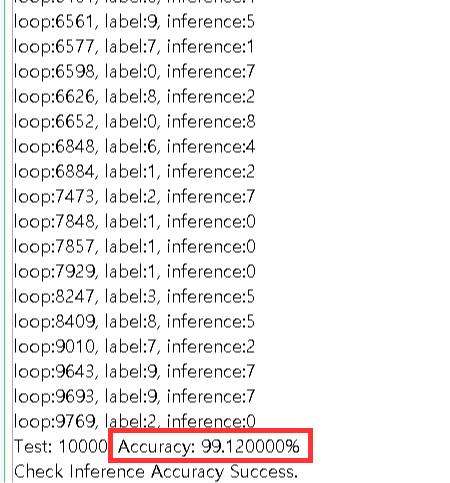 loop:6561, label:9, inference:5
loop:6577, label:7, inference:1
loop:6598, label:0, inference:7
loop:6626, label:8, inference:2
loop:6652, label:0, inference:8
loop:6848, label:6, inference:4
loop:6884, label:1, inference:2
loop:7473, label:2, inference:7
loop:7848, label:1, inference:0
loop:7857, label:1, inference:0
loop:7929, label:1, inference:0
loop:8247, label:3, inference:5
loop:8409, label:8, inference:5
loop:9010, label:7, inference:2
loop:9643, label:9, inference:7
loop:9693, label:9, inference:7
loop:9769, label:2, inference:0
Test: 10000 Accuracy: 99.120000%
Check Inference Accuracy Success.